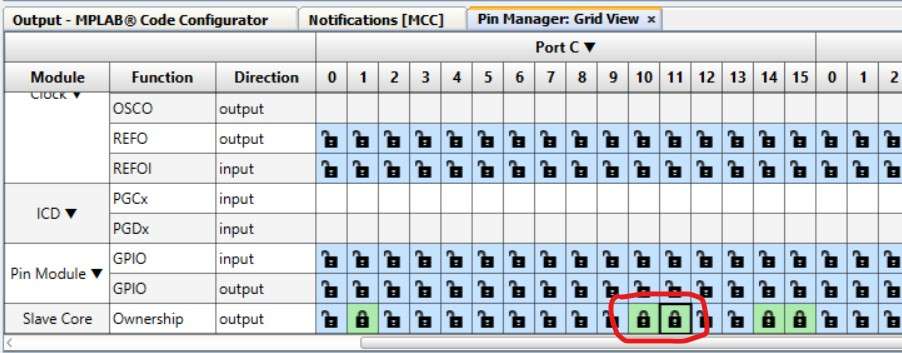 Output - MPLAB® Code Configurator Notifications [MCC] Pin Manager: Grid View ×
Port C ▼
Module Function Direction 0 1 2 3 4 5 6 7 8 9 10 11 12 13 14 15 0 1 2
Clock ▼
OSCO output
REFO output
REFOI input
ICD ▼
PGCx input
PGDx input
Pin Module ▼
GPIO input
GPIO output
Slave Core Ownership output